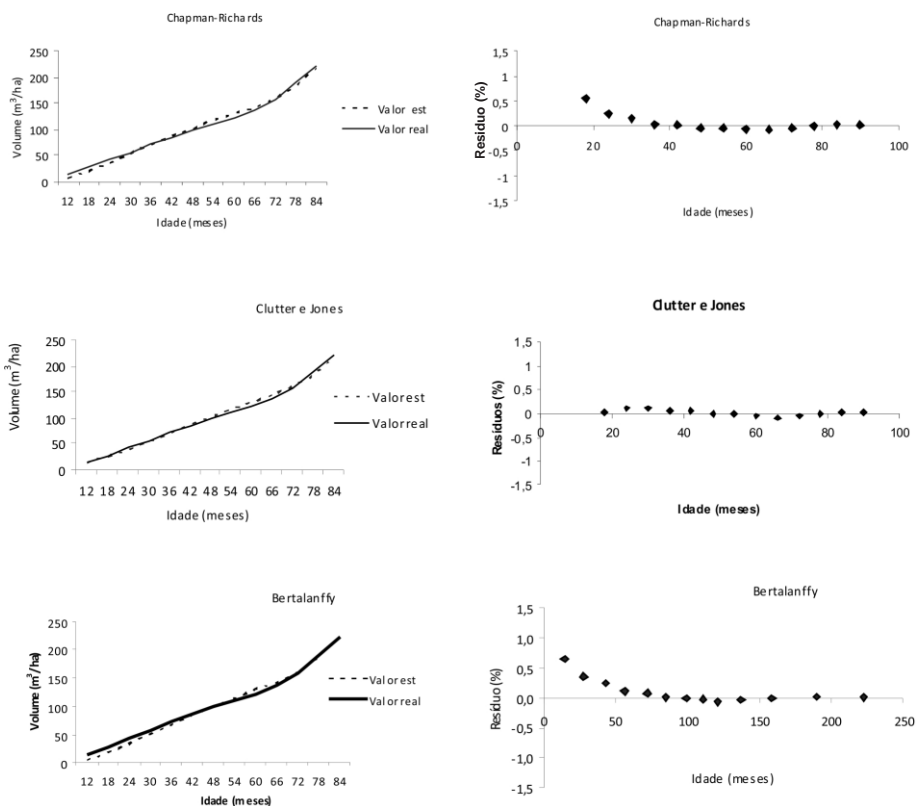 Chapman-Richards
Volume (m³/ha)
250
200
150
100
50
0
12 18 24 30 36 42 48 54 60 66 72 78 84
Idade (meses)
Valor est
Valor real
Chapman-Richards
Resíduo (%)
1,5
1
0,5
0
-0,5
-1
-1,5
0 20 40 60 80 100
Idade (meses)
Clutter e Jones
Volume (m³/ha)
250
200
150
100
50
0
12 18 24 30 36 42 48 54 60 66 72 78 84
Idade (meses)
Valor est
Valor real
Clutter e Jones
Resíduos (%)
1,5
1
0,5
0
-0,5
-1
-1,5
0 20 40 60 80 100
Idade (meses)
Bertalanffy
Volume (m³/ha)
250
200
150
100
50
0
12 18 24 30 36 42 48 54 60 66 72 78 84
Idade (meses)
Valor est
Valor real
Bertalanffy
Resíduo (%)
1,5
1,0
0,5
0,0
-0,5
-1,0
-1,5
0 50 100 150 200 250
Idade (meses)